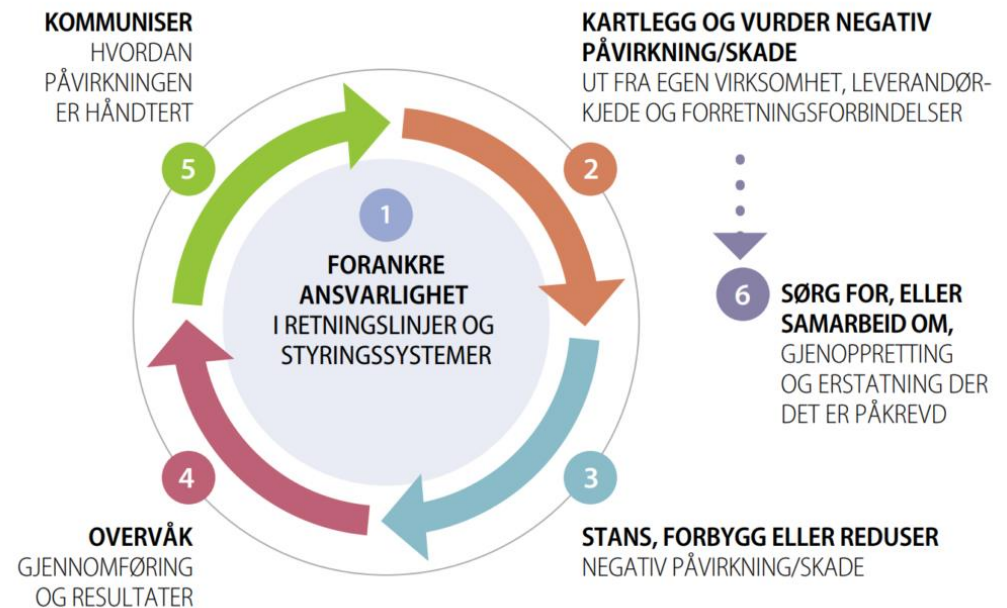 1
FORANKRE
ANSVARLIGHET
I RETNINGSLINJER OG
STYRINGSSYSTEMER
2
KARTLEGG OG VURDER NEGATIV
PÅVIRKNING/SKADE
UT FRA EGEN VIRKSOMHET, LEVERANDØR-
KJEDE OG FORRETNINGSFORBINDELSER
3
STANS, FORBYGG ELLER REDUSER
NEGATIV PÅVIRKNING/SKADE
4
OVERVÅK
GJENNOMFØRING
OG RESULTATER
5
KOMMUNISER
HVORDAN
PÅVIRKNINGEN
ER HÅNDTERT
6
SØRG FOR, ELLER
SAMARBEID OM,
GJENOPPRETTING
OG ERSTATNING DER
DET ER PÅKREVD